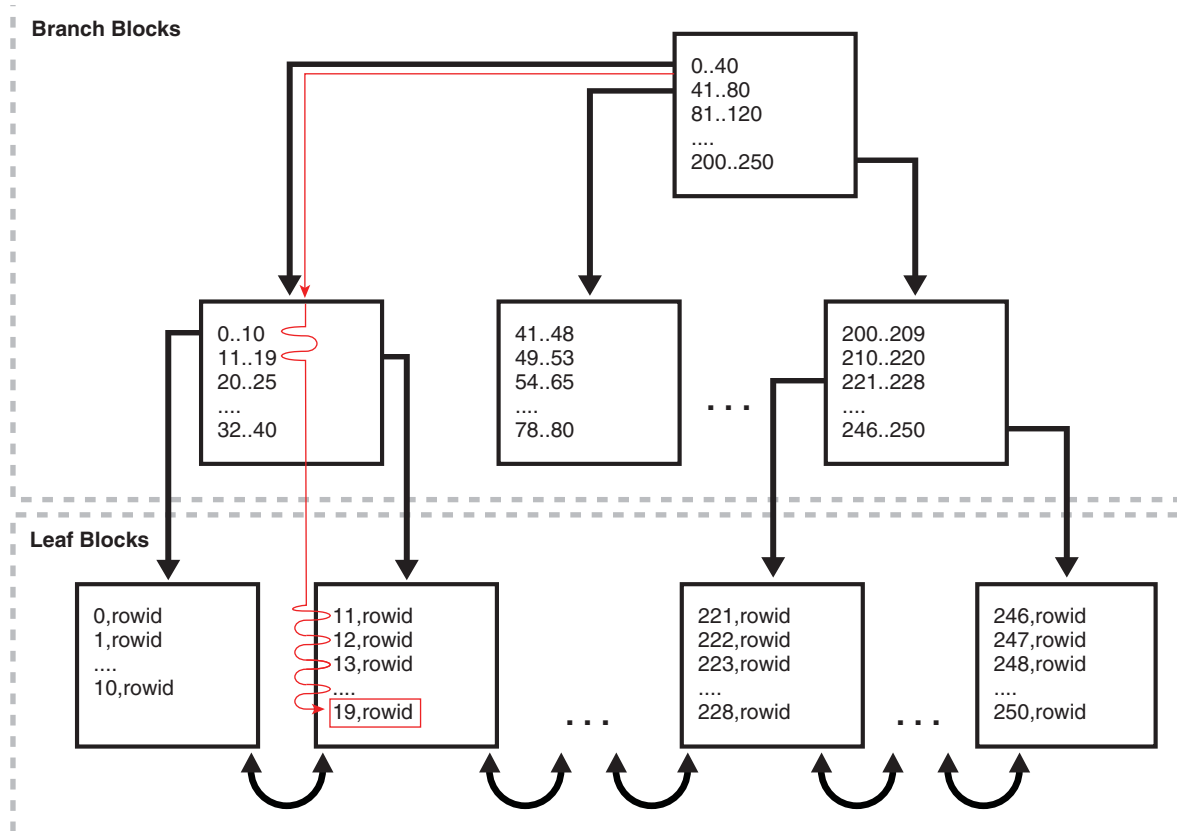 Branch Blocks
0..40
41..80
81..120
....
200..250
0..10
11..19
20..25
....
32..40
41..48
49..53
54..65
....
78..80
...
200..209
210..220
221..228
....
246..250
Leaf Blocks
0,rowid
1,rowid
....
10,rowid
11,rowid
12,rowid
13,rowid
....
19,rowid
...
221,rowid
222,rowid
223,rowid
....
228,rowid
...
246,rowid
247,rowid
248,rowid
....
250,rowid